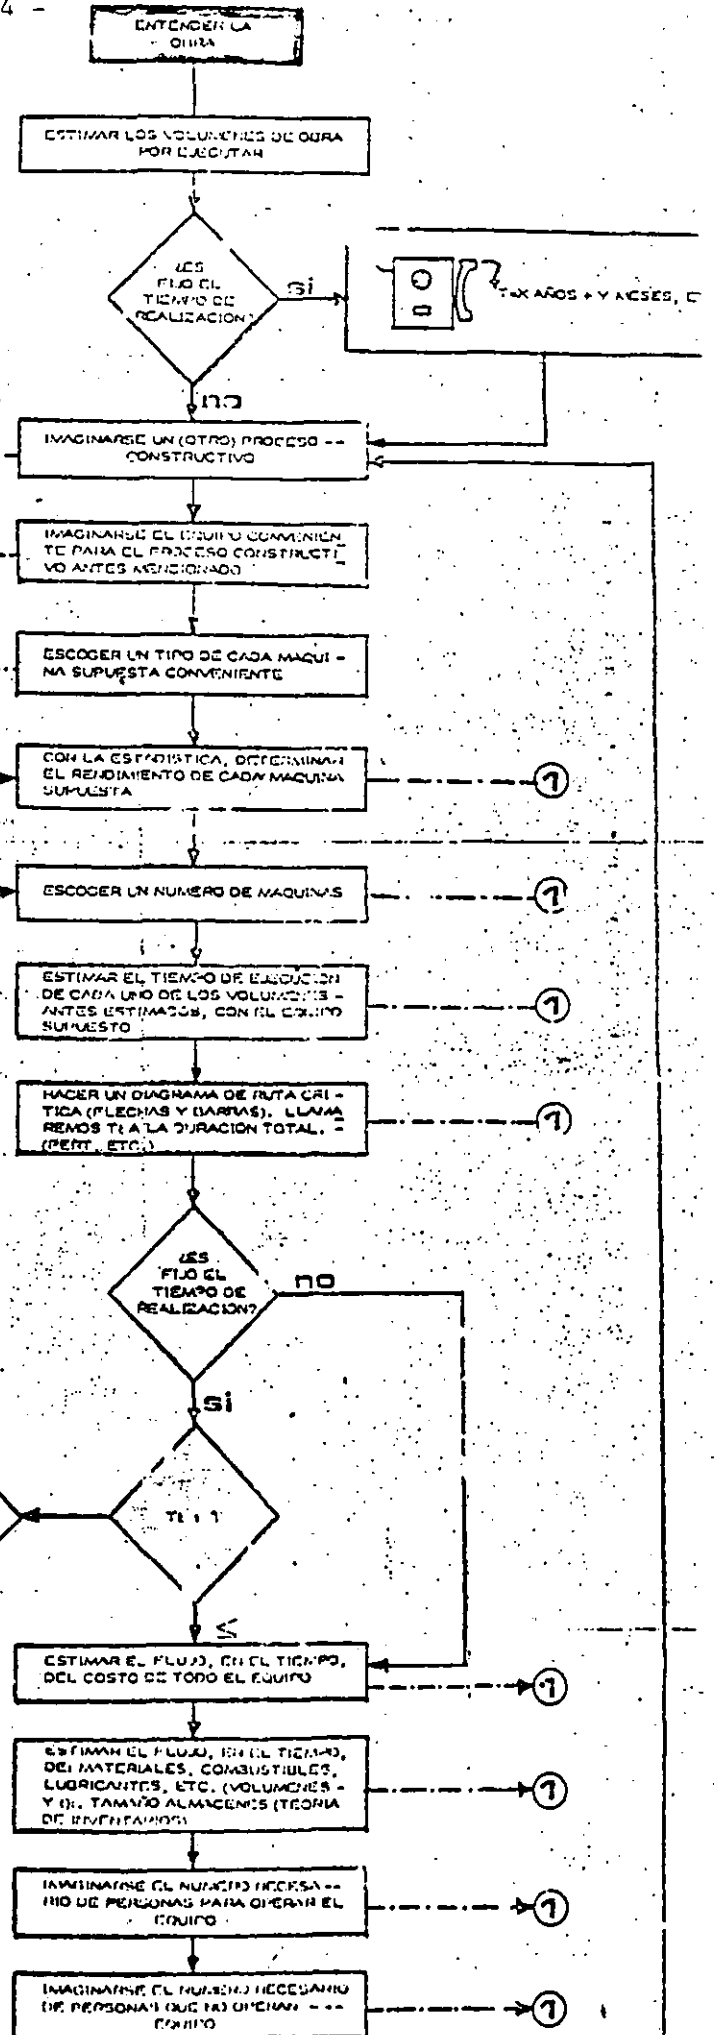 4 -
ENTENDER LA
OBRA
ESTIMAR LOS VOLUMENES DE OBRA
POR EJECUTAR
¿ES
FIJO EL
TIEMPO DE
REALIZACION?
si
T=X AÑOS + Y MESES, E
no
IMAGINARSE UN (OTRO) PROCESO --
CONSTRUCTIVO
IMAGINARSE EL EQUIPO CONVENIEN
TE PARA EL PROCESO CONSTRUCTI
VO ANTES MENCIONADO
ESCOGER UN TIPO DE CADA MAQUI -
NA SUPUESTA CONVENIENTE
CON LA ESTADISTICA, DETERMINAR
EL RENDIMIENTO DE CADA MAQUINA
SUPUESTA
1
ESCOGER UN NUMERO DE MAQUINAS
1
ESTIMAR EL TIEMPO DE EJECUCION
DE CADA UNO DE LOS VOLUMENES -
ANTES ESTIMADOS, CON EL EQUIPO
SUPUESTO
1
HACER UN DIAGRAMA DE RUTA CRI -
TICA (FLECHAS Y BARRAS). LLAMA
REMOS Tt A LA DURACION TOTAL. -
(PERT, ETC.)
1
¿ES
FIJO EL
TIEMPO DE
REALIZACION?
no
si
Tt : T
≤
ESTIMAR EL FLUJO, EN EL TIEMPO,
DEL COSTO DE TODO EL EQUIPO
1
ESTIMAR EL FLUJO, EN EL TIEMPO,
DE MATERIALES, COMBUSTIBLES,
LUBRICANTES, ETC. (VOLUMENES -
Y TAMAÑO ALMACENES (TEORIA
DE INVENTARIOS)
1
IMAGINARSE EL NUMERO NECESA --
RIO DE PERSONAS PARA OPERAR EL
EQUIPO
1
IMAGINARSE EL NUMERO NECESARIO
DE PERSONAS QUE NO OPERAN ---
EQUIPO
1